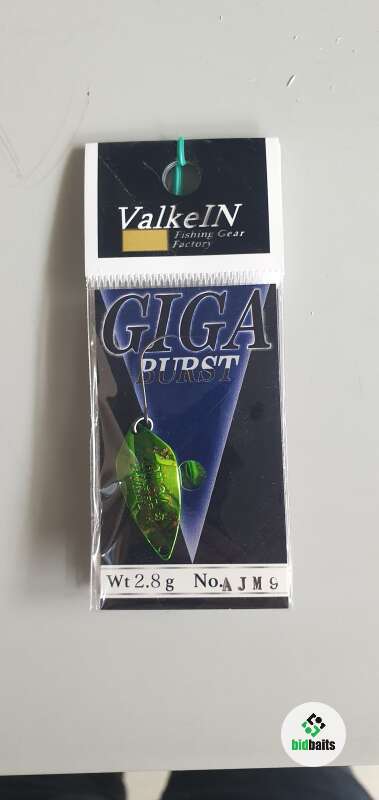 ValkeIN
Fishing Gear
Factory
GIGA
BURST
Wt 2.8 g No. AJM9
bidbaits